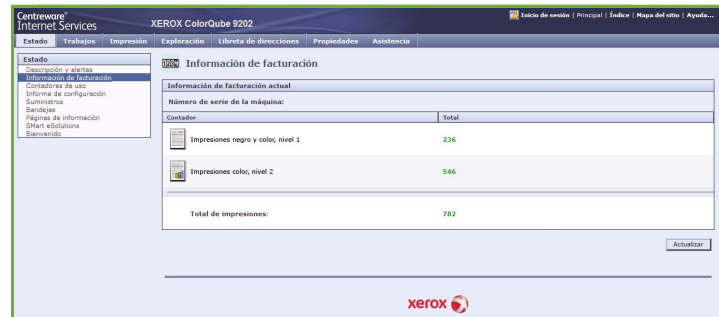 Centreware®
Internet Services
XEROX ColorQube 9202
Inicio de sesión | Principal | Índice | Mapa del sitio | Ayuda...
Estado Trabajos Impresión Exploración Libreta de direcciones Propiedades Asistencia
Estado
Descripción y alertas
Información de facturación
Contadores de uso
Informe de configuración
Suministros
Bandejas
Páginas de información
SMart eSolutions
Bienvenido
Información de facturación
Información de facturación actual
Número de serie de la máquina:
Contador Total
Impresiones negro y color, nivel 1 236
Impresiones color, nivel 2 546
Total de impresiones: 782
Actualizar
xerox